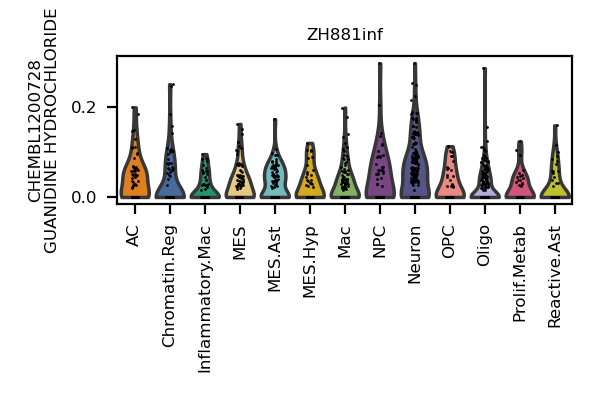 ZH881inf
CHEMBL1200728
GUANIDINE HYDROCHLORIDE
0.2
0.0
AC
Chromatin.Reg
Inflammatory.Mac
MES
MES.Ast
MES.Hyp
Mac
NPC
Neuron
OPC
Oligo
Prolif.Metab
Reactive.Ast